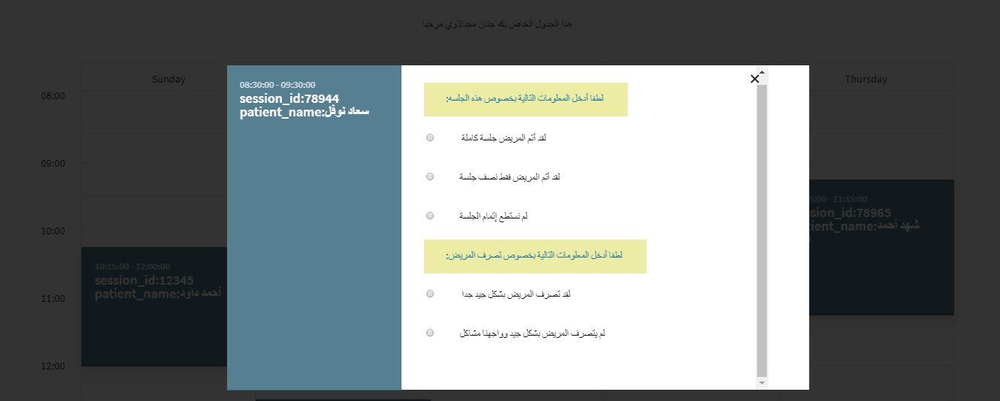 هذا الجدول الخاص بك جنان مجدلاوي مرحبا
Sunday
Thursday
08:00
09:00
10:00
11:00
12:00
10:15:00 - 12:00:00
session_id:12345
patient_name:أحمد داود
08:30:00 - 09:30:00
session_id:78944
patient_name:سعاد نوفل
لطفا أدخل المعلومات التالية بخصوص هذه الجلسه:
لقد أتم المريض جلسة كاملة
لقد أتم المريض فقط نصف جلسة
لم نستطع إتمام الجلسة
لطفا أدخل المعلومات التالية بخصوص تصرف المريض:
لقد تصرف المريض بشكل جيد جدا
لم يتصرف المريض بشكل جيد وواجهنا مشاكل
5:00 - 11:15:00
sion_id:78965
tient_name:شهد أحمد